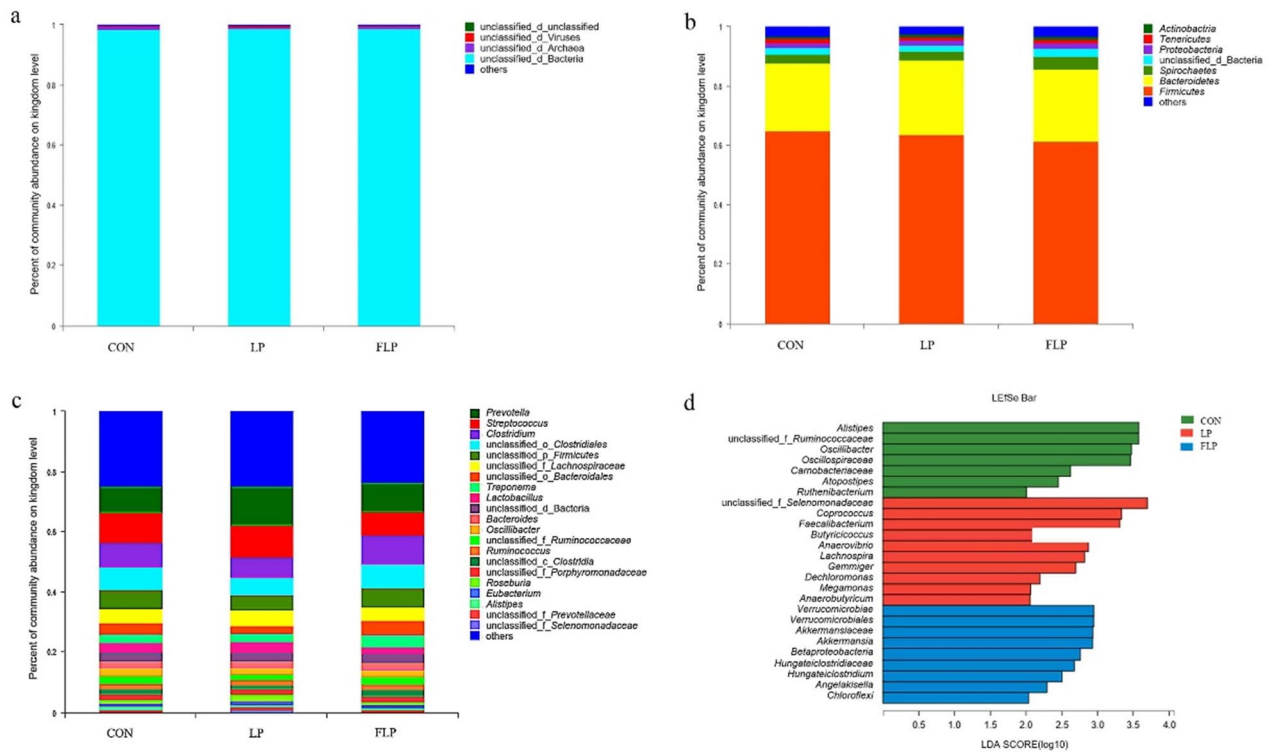 a
Percent of community abundance on kingdom level
1
0.8
0.6
0.4
0.2
0
CON LP FLP
unclassified_d_unclassified
unclassified_d_Viruses
unclassified_d_Archaea
unclassified_d_Bacteria
others
b
Percent of community abundance on kingdom level
1
0.8
0.6
0.4
0.2
0
CON LP FLP
Actinobactria
Tenericutes
Proteobacteria
unclassified_d_Bacteria
Spirochaetes
Bacteroidetes
Firmicutes
others
c
Percent of community abundance on kingdom level
1
0.8
0.6
0.4
0.2
0
CON LP FLP
Prevotella
Streptococcus
Clostridium
unclassified_o_Clostridiales
unclassified_p_Firmicutes
unclassified_f_Lachnospiraceae
unclassified_o_Bacteroidales
Treponema
Lactobacillus
unclassified_d_Bacteria
Bacteroides
Oscillibacter
unclassified_f_Ruminococcaceae
Ruminococcus
unclassified_c_Clostridia
unclassified_f_Porphyromonadaceae
Roseburia
Eubacterium
Alistipes
unclassified_f_Prevotellaceae
unclassified_f_Selenomonadaceae
others
d
LEfSe Bar
CON
LP
FLP
Alistipes
unclassified_f_Ruminococcaceae
Oscillibacter
Oscillospiraceae
Carnobacteriaceae
Atopostipes
Ruthenibacterium
unclassified_f_Selenomonadaceae
Coprococcus
Faecalibacterium
Butyricicoccus
Anaerovibrio
Lachnospira
Gemmiger
Dechloromonas
Megamonas
Anaerobutyricum
Verrucomicrobiae
Verrucomicrobiales
Akkermansiaceae
Akkermansia
Betaproteobacteria
Hungateiclostridiaceae
Hungateiclostridium
Angelakisella
Chloroflexi
0.5 1.0 1.5 2.0 2.5 3.0 3.5 4.0
LDA SCORE(log10)